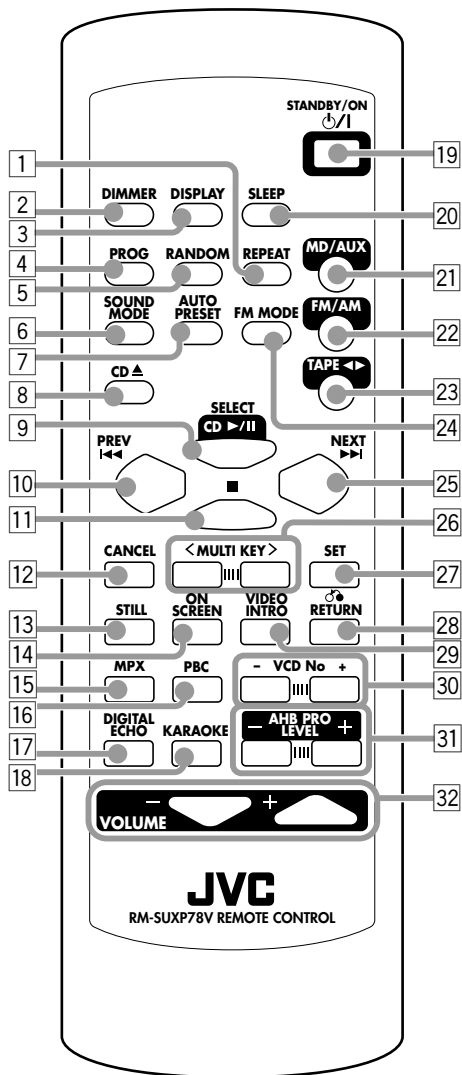 STANDBY/ON
⏻/I
19
1
2
DIMMER DISPLAY SLEEP
3
20
4
PROG RANDOM REPEAT MD/AUX
5
21
6
SOUND MODE AUTO PRESET FM MODE FM/AM
7
22
TAPE ◄►
23
8
CD ⏏
24
9
SELECT
CD ►/II
PREV
I◄◄
NEXT
►►I
10
■
25
11
26
12
CANCEL < MULTI KEY > SET
27
13
STILL ON SCREEN VIDEO INTRO RETURN
28
14
29
15
MPX PBC - VCD No +
30
16
17
DIGITAL ECHO KARAOKE - AHB PRO LEVEL +
31
18
- +
VOLUME
32
JVC
RM-SUXP78V REMOTE CONTROL